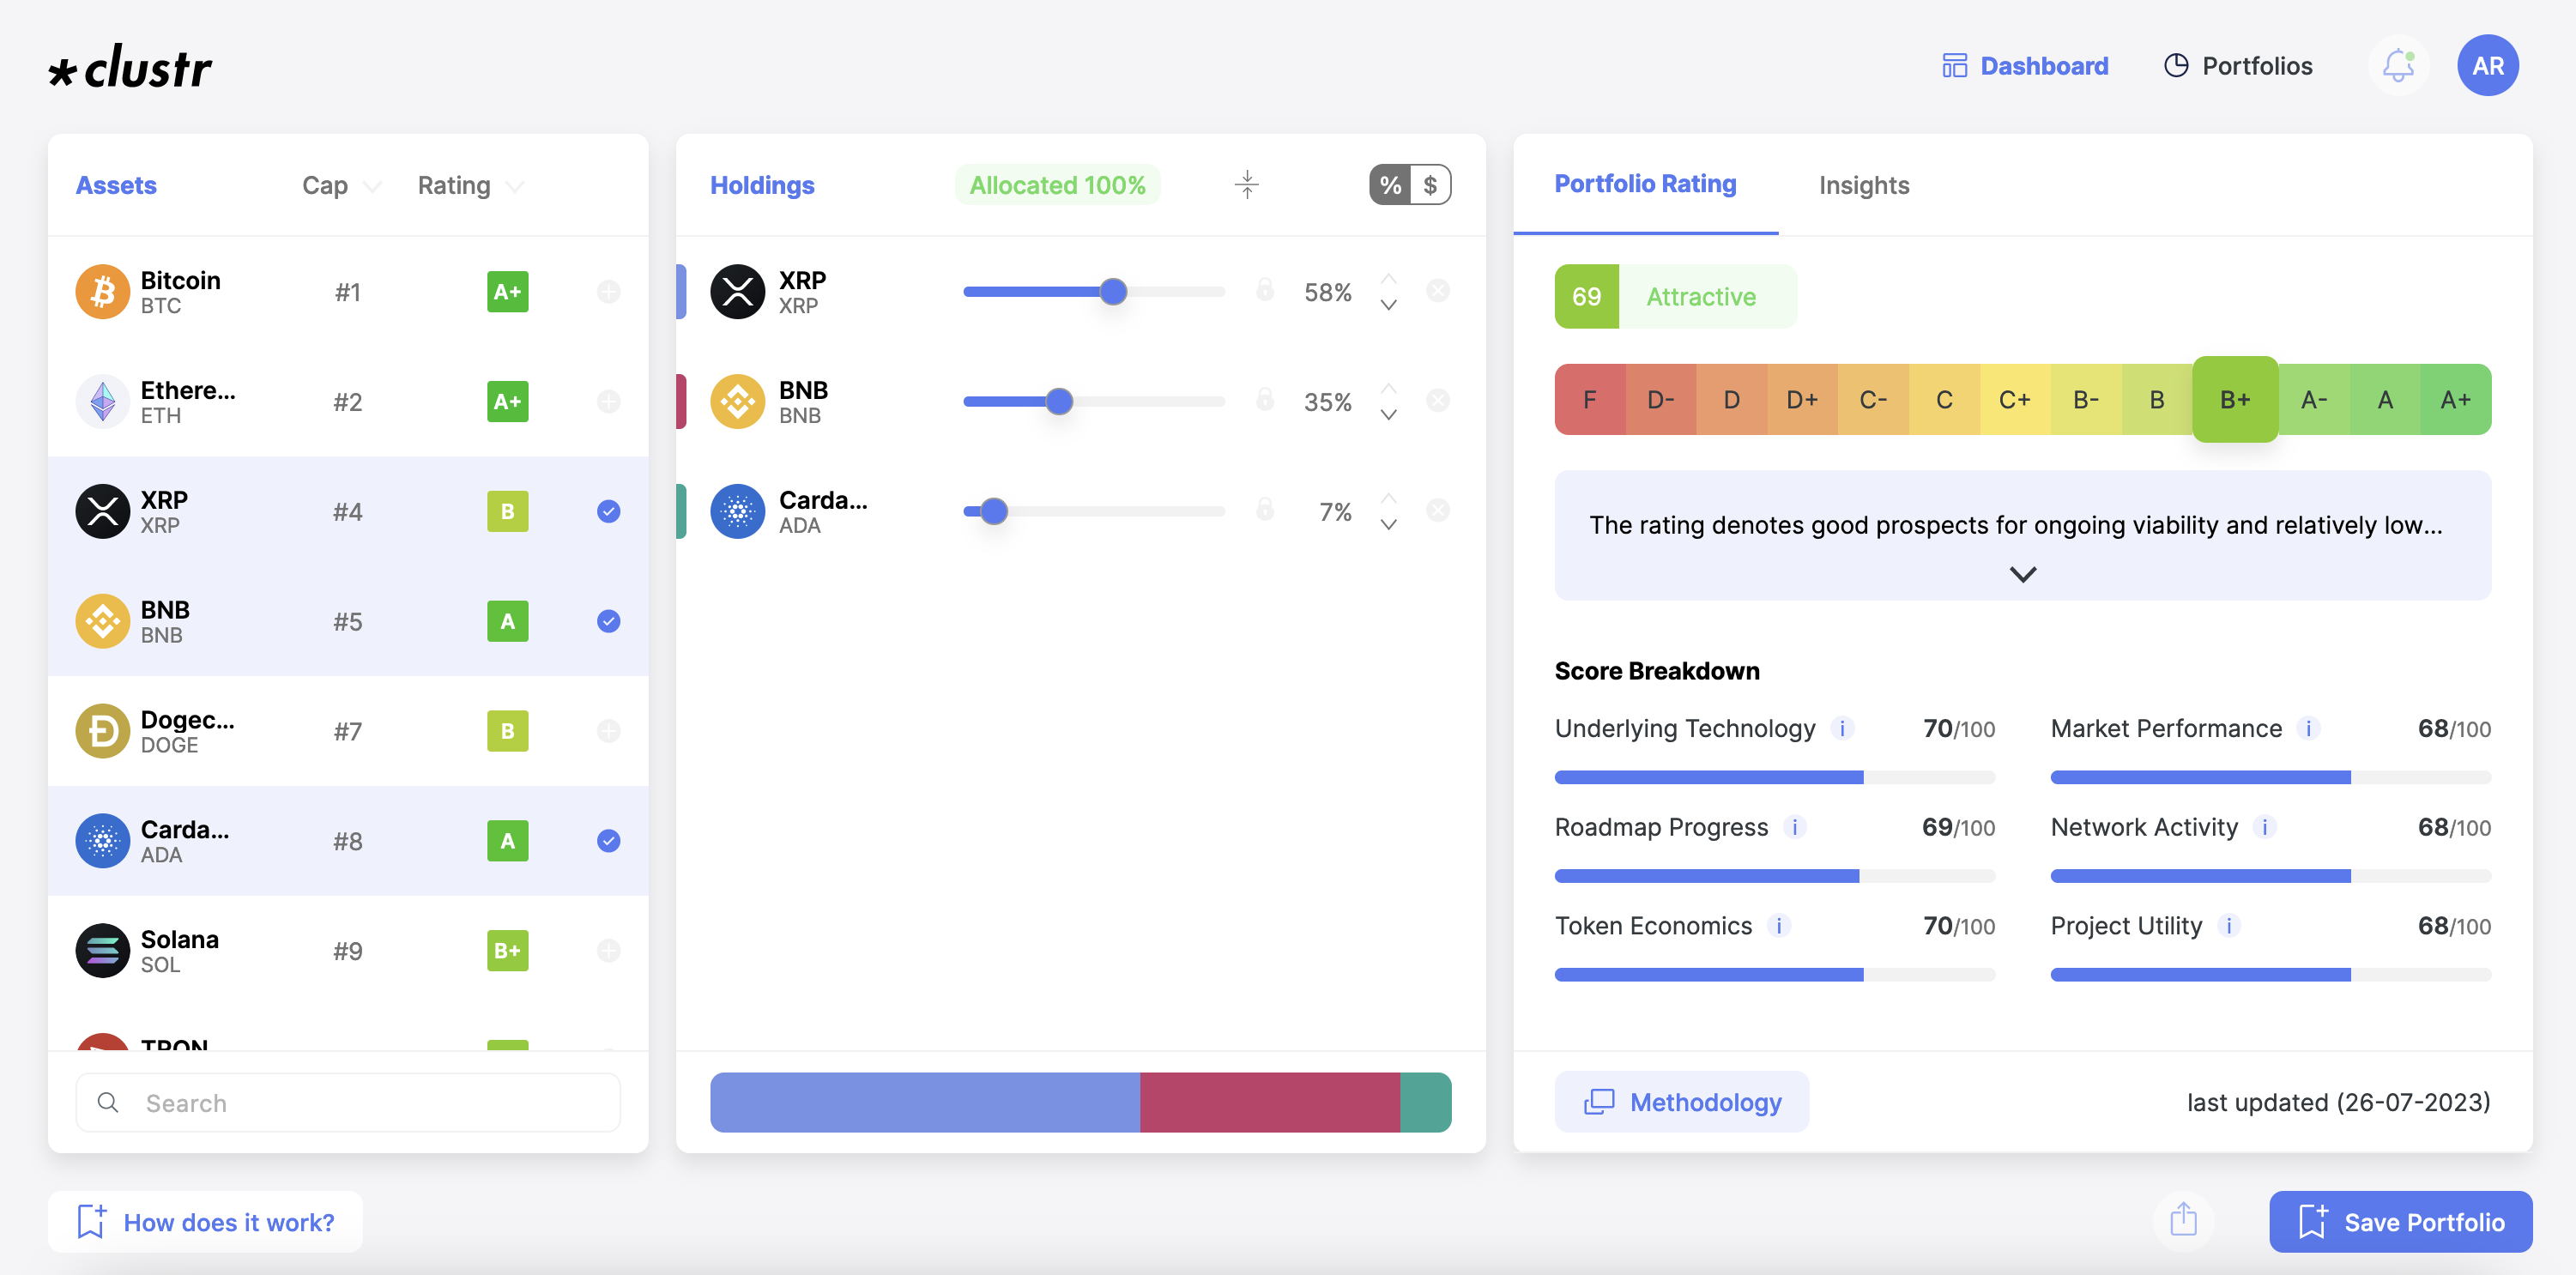 *clustr
Dashboard
Portfolios
AR
Assets
Cap
Rating
Bitcoin
BTC
#1
A+
Ethere...
ETH
#2
A+
XRP
XRP
#4
B
BNB
BNB
#5
A
Dogec...
DOGE
#7
B
Carda...
ADA
#8
A
Solana
SOL
#9
B+
TRON
Search
Holdings
Allocated 100%
% $
XRP
XRP
58%
BNB
BNB
35%
Carda...
ADA
7%
Portfolio Rating
Insights
69
Attractive
F D- D D+ C- C C+ B- B B+ A- A A+
The rating denotes good prospects for ongoing viability and relatively low...
Score Breakdown
Underlying Technology i 70/100
Market Performance i 68/100
Roadmap Progress i 69/100
Network Activity i 68/100
Token Economics i 70/100
Project Utility i 68/100
Methodology
last updated (26-07-2023)
How does it work?
Save Portfolio